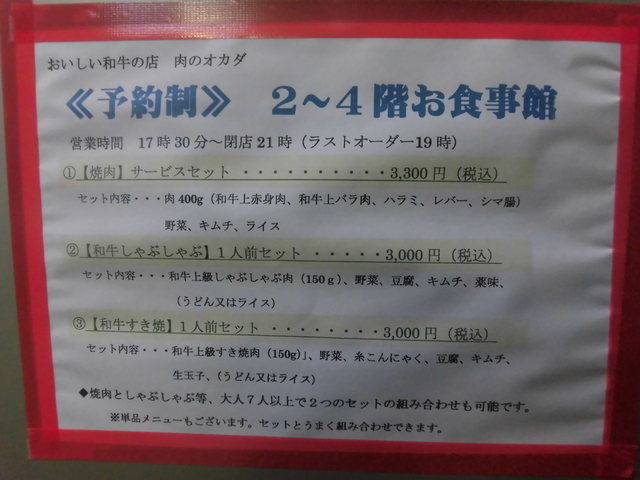 おいしい和牛の店　肉のオカダ
≪予約制≫　２～４階お食事館
営業時間　17時30分～閉店21時（ラストオーダー19時）
①【焼肉】サービスセット ・・・・・・・・・・3,300円（税込）
セット内容・・・肉400g（和牛上赤身肉、和牛上バラ肉、ハラミ、レバー、シマ腸）
野菜、キムチ、ライス
②【和牛しゃぶしゃぶ】１人前セット ・・・・・・3,000円（税込）
セット内容・・・和牛上級しゃぶしゃぶ肉（150ｇ）、野菜、豆腐、キムチ、薬味、
（うどん又はライス）
③【和牛すき焼】１人前セット ・・・・・・・・・3,000円（税込）
セット内容・・・和牛上級すき焼肉（150g）」、野菜、糸こんにゃく、豆腐、キムチ、
生玉子、（うどん又はライス）
◆焼肉としゃぶしゃぶ等、大人７人以上で２つのセットの組み合わせも可能です。
※単品メニューもございます。セットとうまく組み合わせできます。